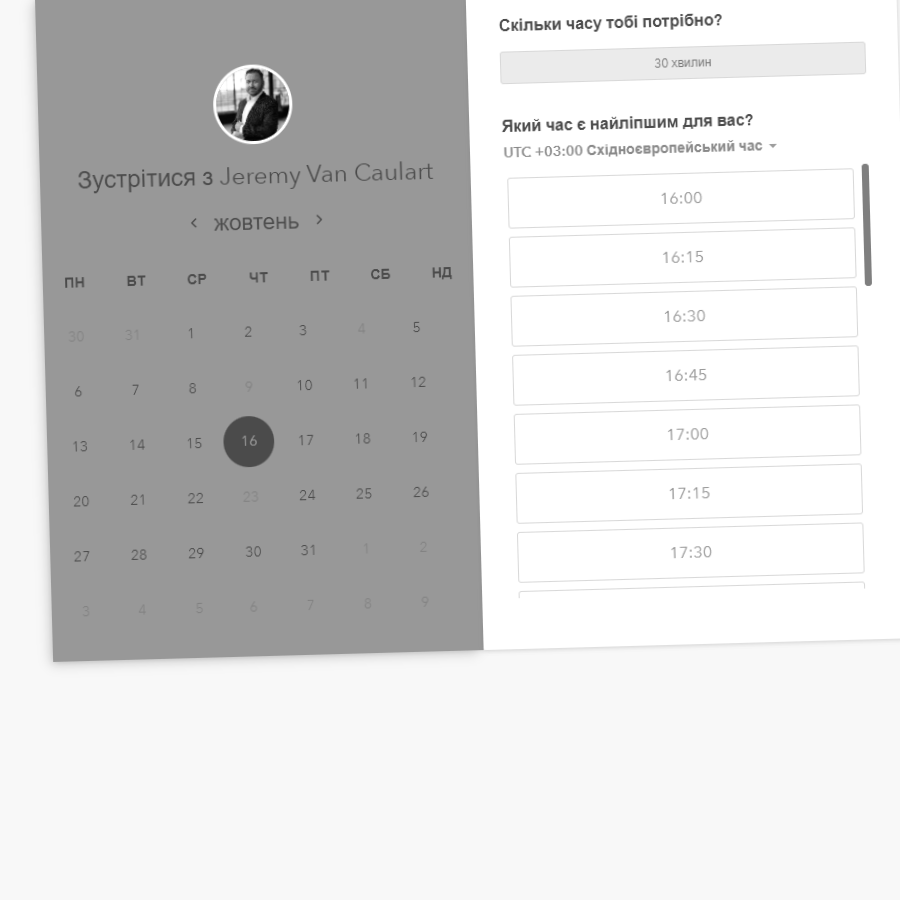 Зустрітися з Jeremy Van Caulart
жовтень
ПН ВТ СР ЧТ ПТ СБ НД
30 31 1 2 3 4 5
6 7 8 9 10 11 12
13 14 15 16 17 18 19
20 21 22 23 24 25 26
27 28 29 30 31 1 2
3 4 5 6 7 8 9
Скільки часу тобі потрібно?
30 хвилин
Який час є найліпшим для вас?
UTC +03:00 Східноєвропейський час
16:00
16:15
16:30
16:45
17:00
17:15
17:30